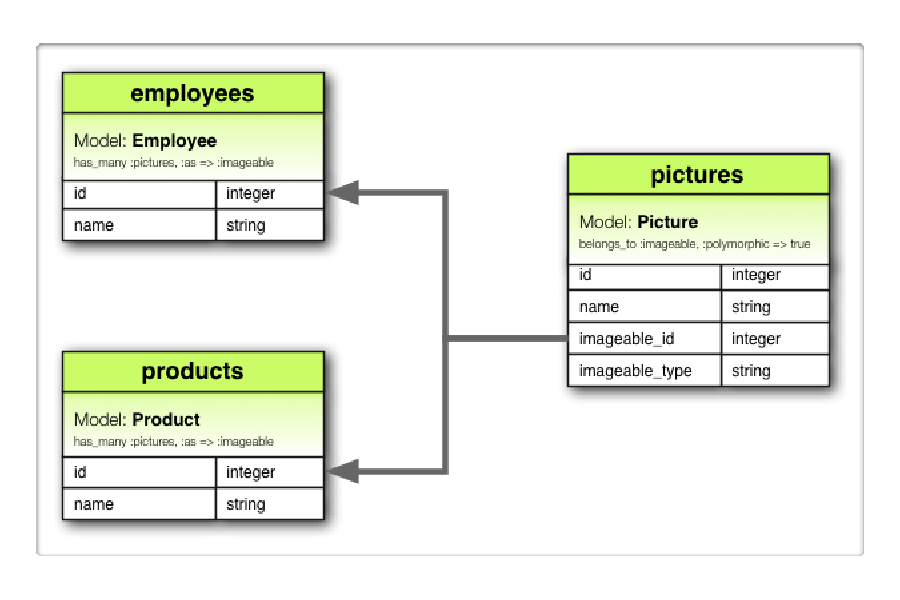 employees
Model: Employee
has_many :pictures, :as => :imageable
id integer
name string
pictures
Model: Picture
belongs_to :imageable, :polymorphic => true
id integer
name string
imageable_id integer
imageable_type string
products
Model: Product
has_many :pictures, :as => :imageable
id integer
name string